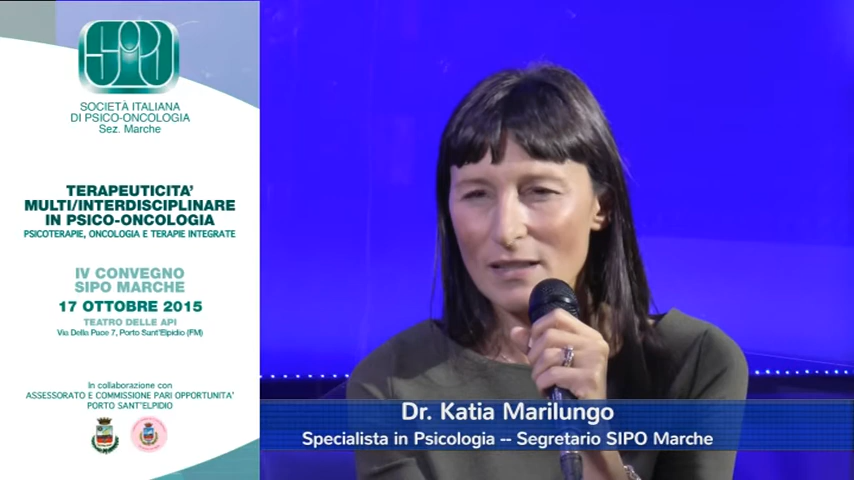 SIPO
SOCIETÀ ITALIANA
DI PSICO-ONCOLOGIA
Sez. Marche
TERAPEUTICITA'
MULTI/INTERDISCIPLINARE
IN PSICO-ONCOLOGIA
PSICOTERAPIE, ONCOLOGIA E TERAPIE INTEGRATE
IV CONVEGNO
SIPO MARCHE
17 OTTOBRE 2015
TEATRO DELLE API
Via Della Pace 7, Porto Sant'Elpidio (FM)
In collaborazione con
ASSESSORATO E COMMISSIONE PARI OPPORTUNITA'
PORTO SANT'ELPIDIO
Dr. Katia Marilungo
Specialista in Psicologia -- Segretario SIPO Marche